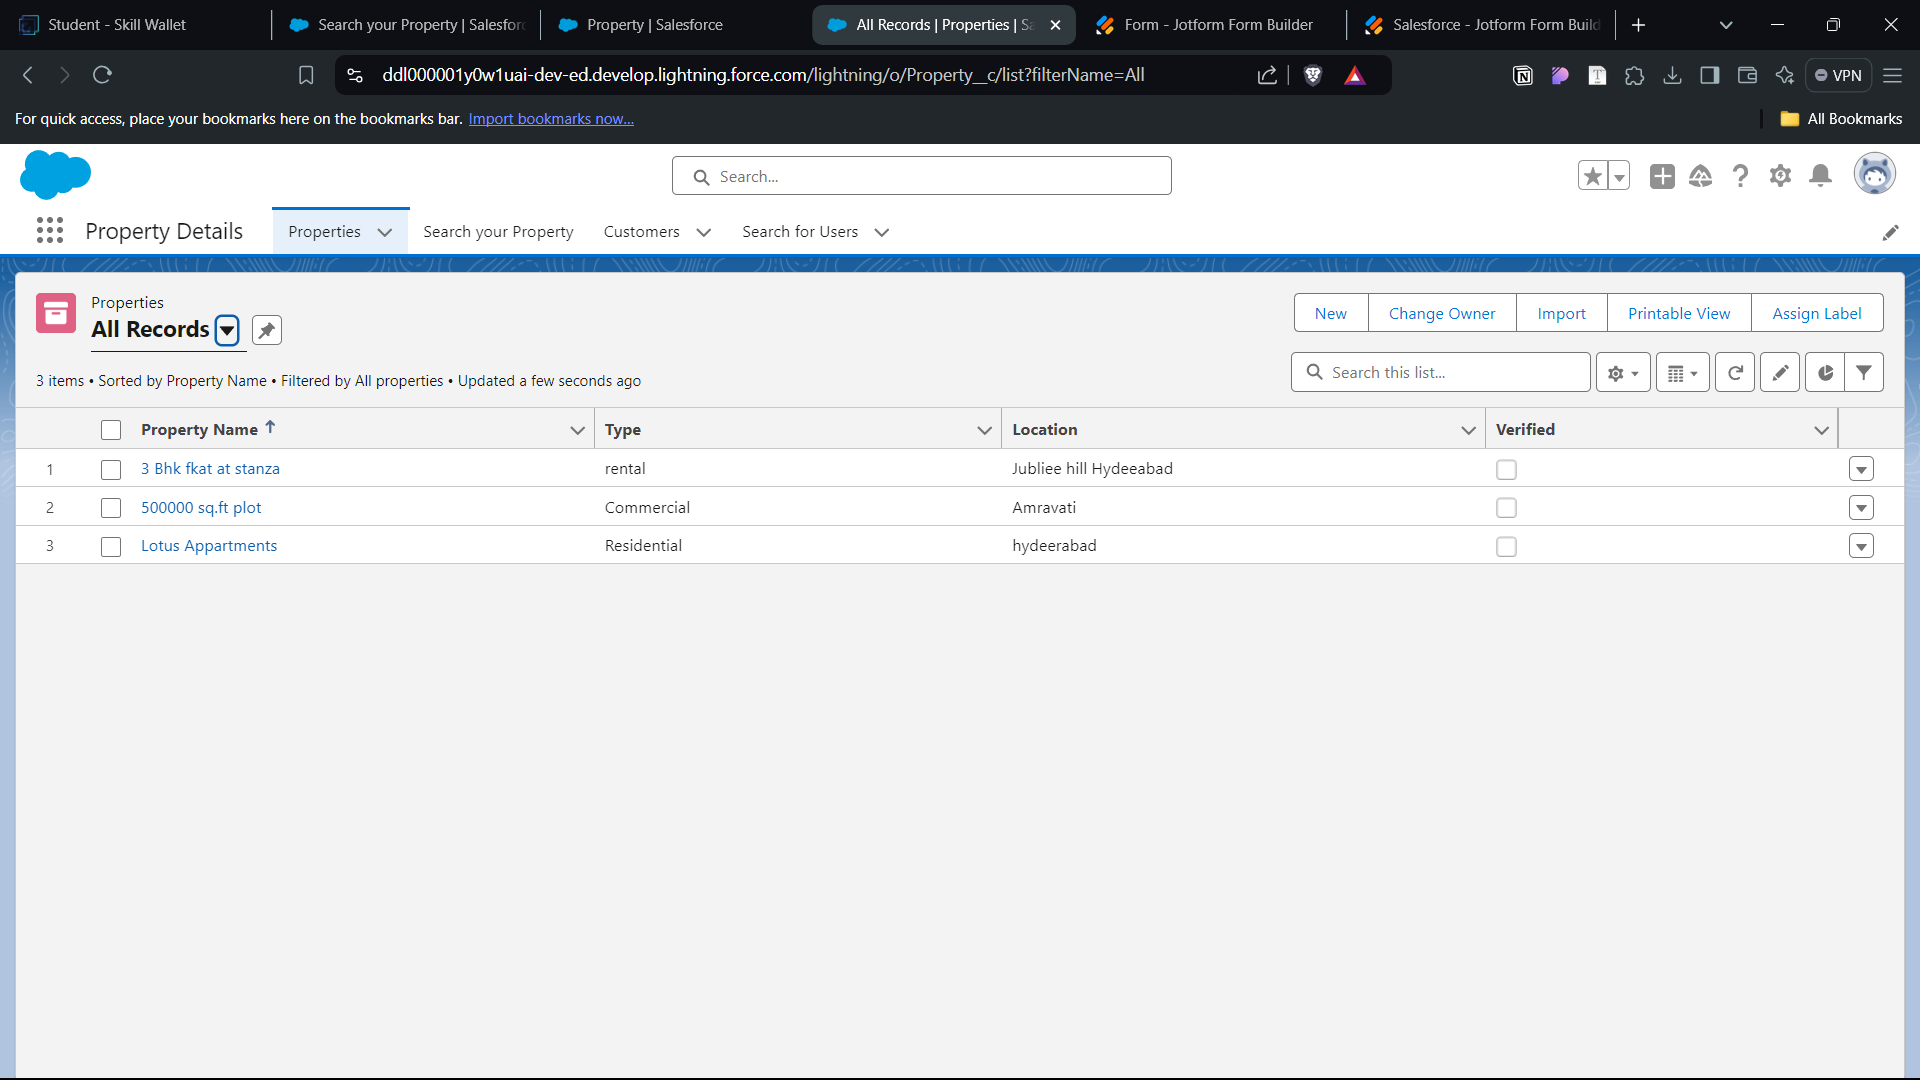 Student - Skill Wallet
Search your Property | Salesforc
Property | Salesforce
All Records | Properties | Sa
Form - Jotform Form Builder
Salesforce - Jotform Form Build
ddl000001y0w1uai-dev-ed.develop.lightning.force.com/lightning/o/Property__c/list?filterName=All
VPN
For quick access, place your bookmarks here on the bookmarks bar. Import bookmarks now...
All Bookmarks
Search...
Property Details
Properties
Search your Property
Customers
Search for Users
Properties
All Records
New
Change Owner
Import
Printable View
Assign Label
3 items • Sorted by Property Name • Filtered by All properties • Updated a few seconds ago
Search this list...
Property Name Type Location Verified
1 3 Bhk fkat at stanza rental Jubliee hill Hydeeabad
2 500000 sq.ft plot Commercial Amravati
3 Lotus Appartments Residential hydeerabad